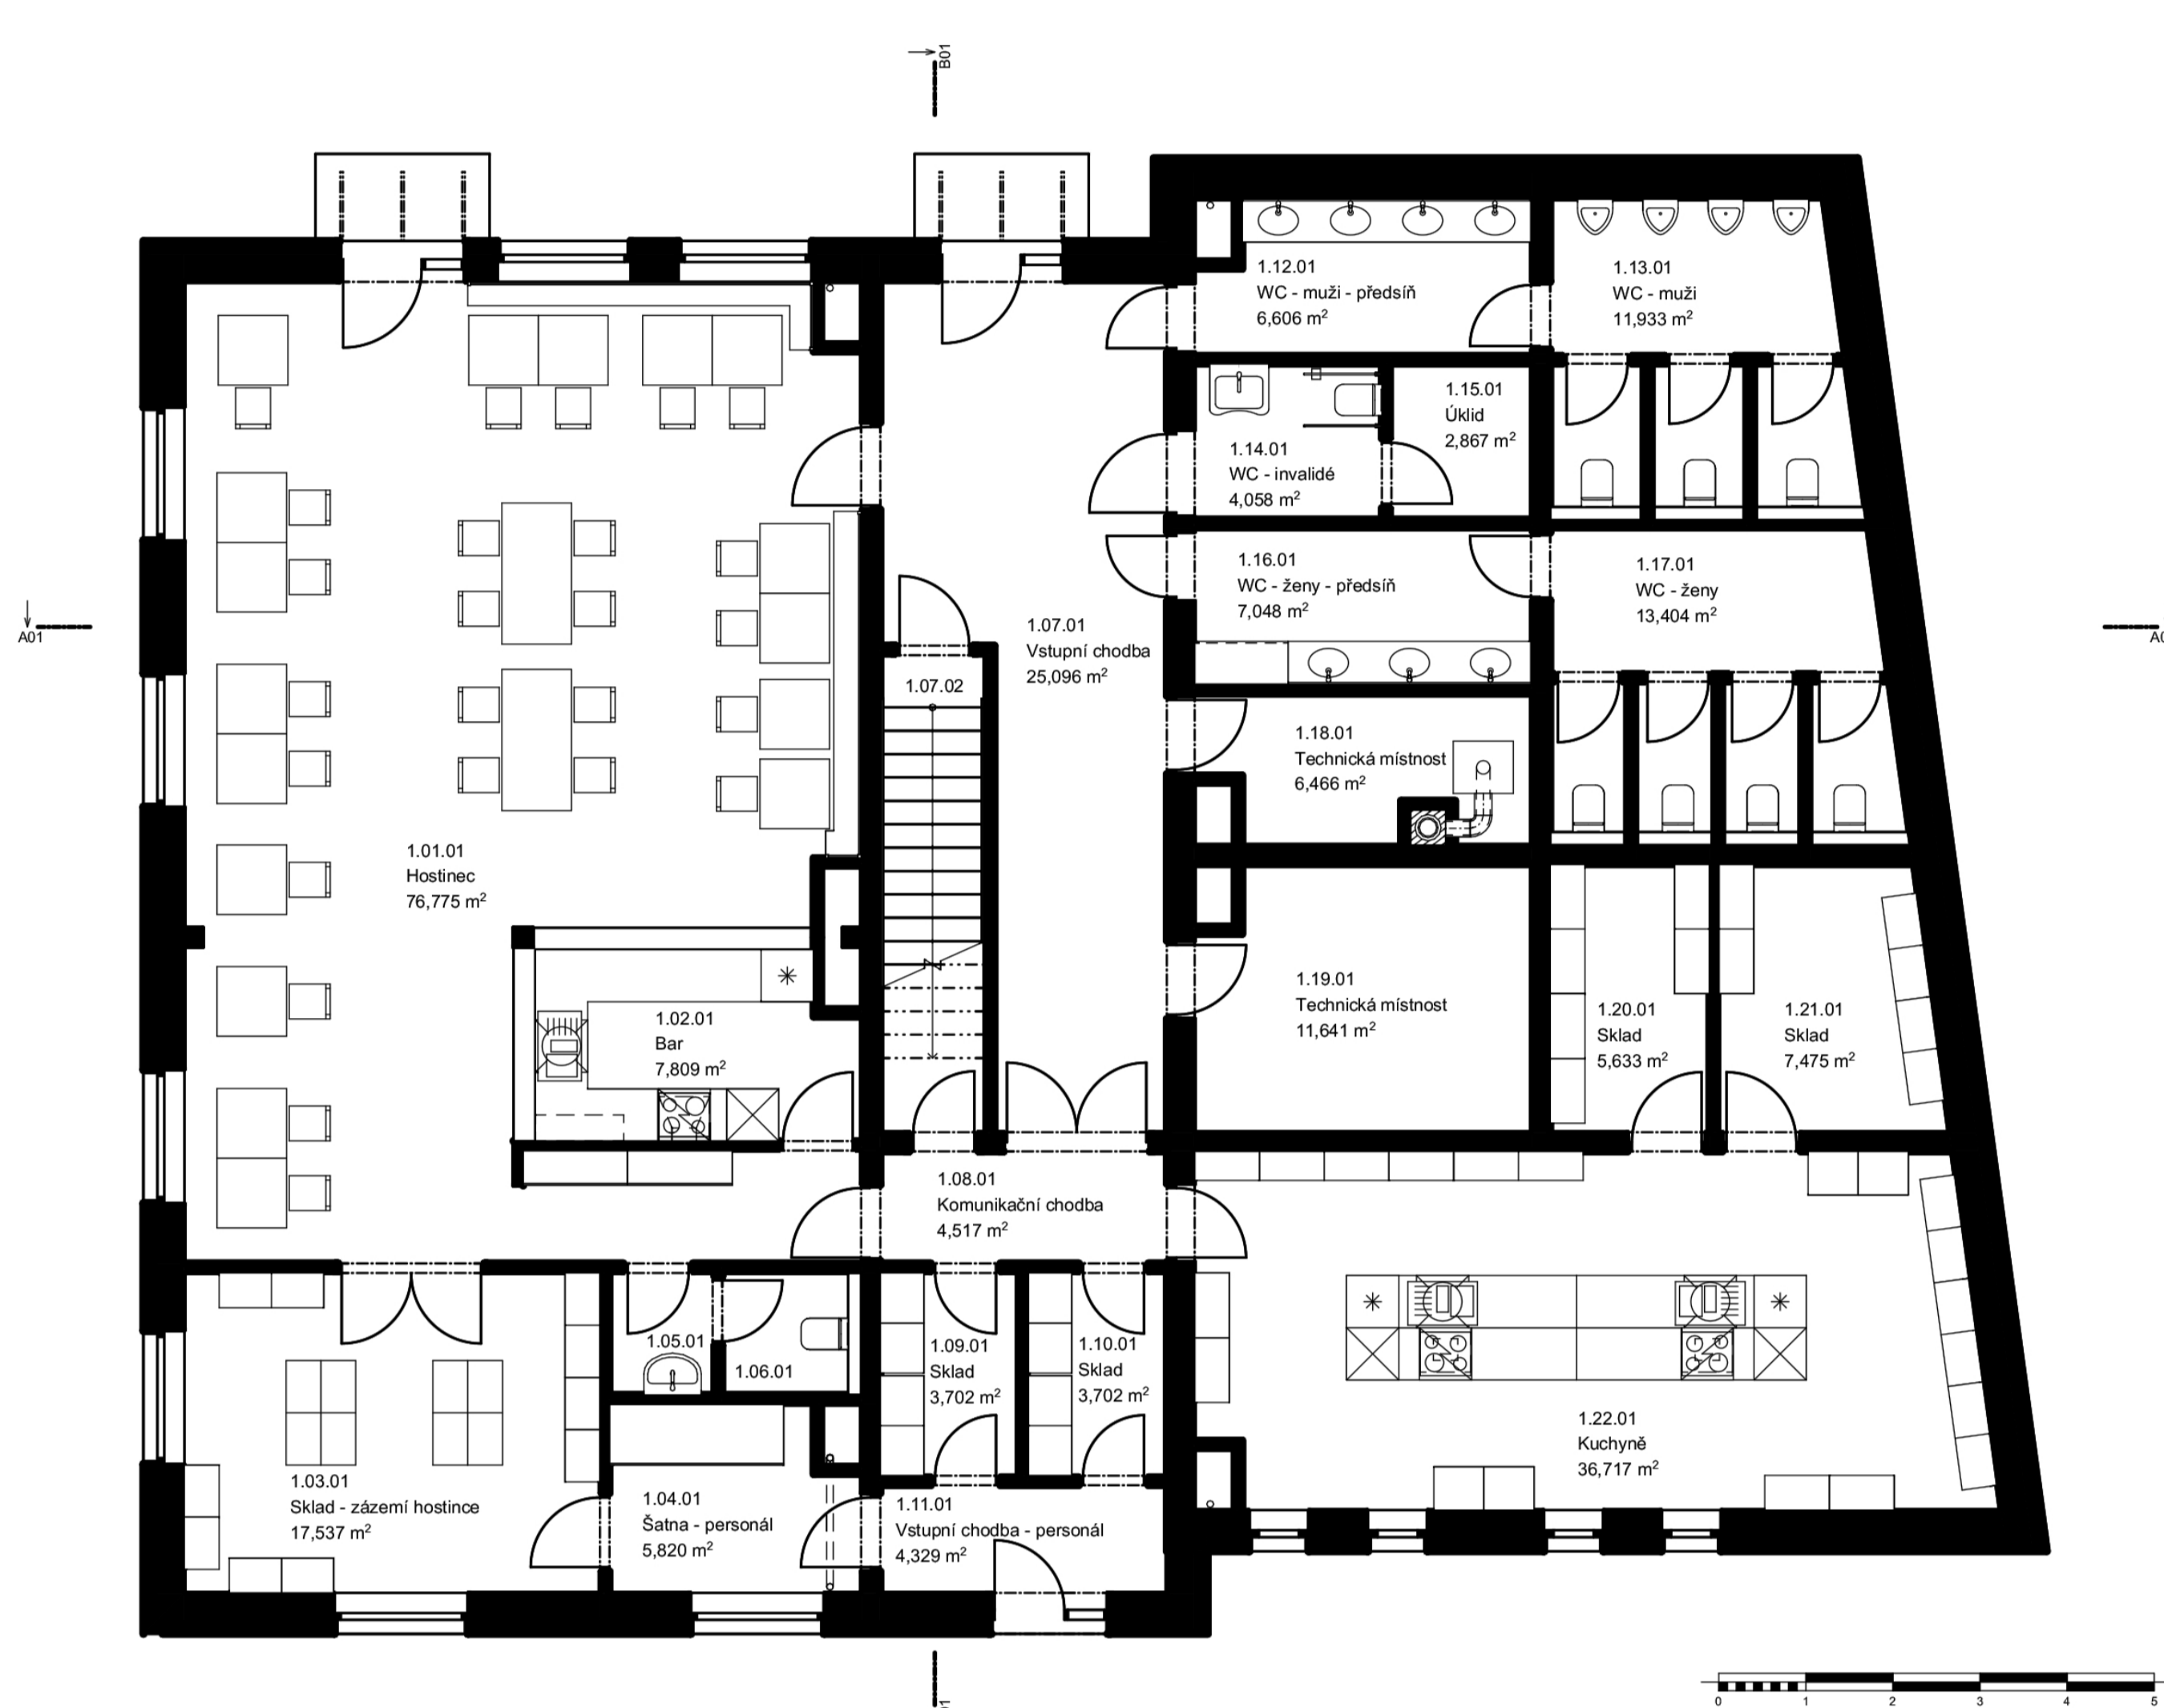 B01
1.12.01
WC - muži - předsíň
6,606 m²
1.13.01
WC - muži
11,933 m²
1.15.01
Úklid
2,867 m²
1.14.01
WC - invalidé
4,058 m²
1.16.01
WC - ženy - předsíň
7,048 m²
1.17.01
WC - ženy
13,404 m²
A01
1.07.01
Vstupní chodba
25,096 m²
1.07.02
1.18.01
Technická místnost
6,466 m²
1.01.01
Hostinec
76,775 m²
1.02.01
Bar
7,809 m²
1.19.01
Technická místnost
11,641 m²
1.20.01
Sklad
5,633 m²
1.21.01
Sklad
7,475 m²
1.08.01
Komunikační chodba
4,517 m²
1.05.01
1.06.01
1.09.01
Sklad
3,702 m²
1.10.01
Sklad
3,702 m²
1.22.01
Kuchyně
36,717 m²
1.03.01
Sklad - zázemí hostince
17,537 m²
1.04.01
Šatna - personál
5,820 m²
1.11.01
Vstupní chodba - personál
4,329 m²
0 1 2 3 4 5